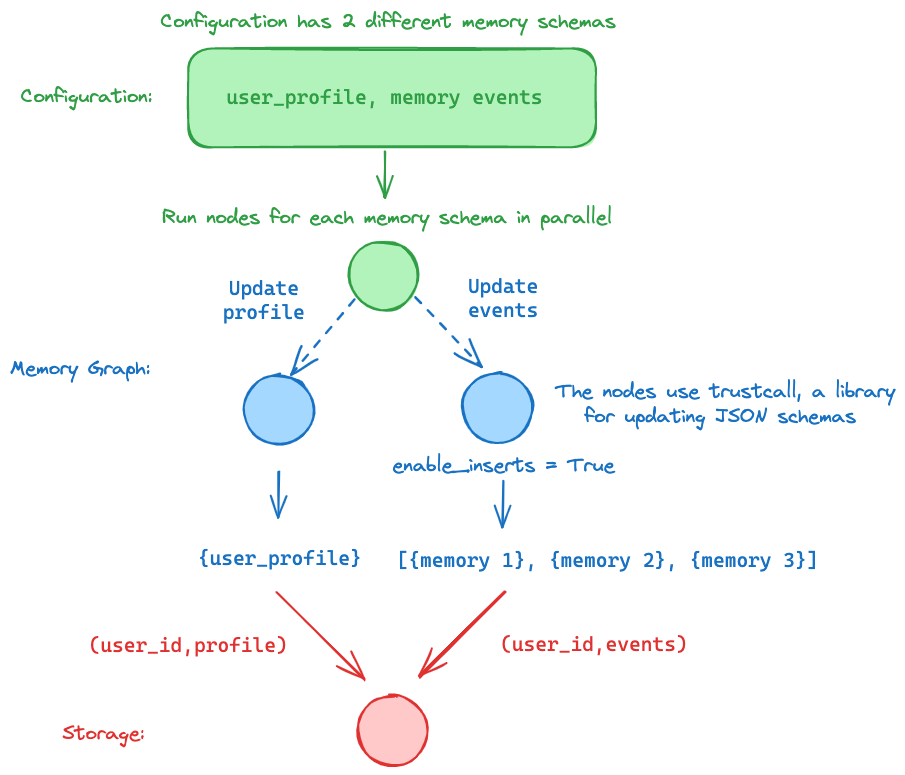 Configuration has 2 different memory schemas
Configuration:
user_profile, memory events
Run nodes for each memory schema in parallel
Update
profile
Update
events
Memory Graph:
The nodes use trustcall, a library
for updating JSON schemas
enable_inserts = True
{user_profile}
[{memory 1}, {memory 2}, {memory 3}]
(user_id,profile)
(user_id,events)
Storage: